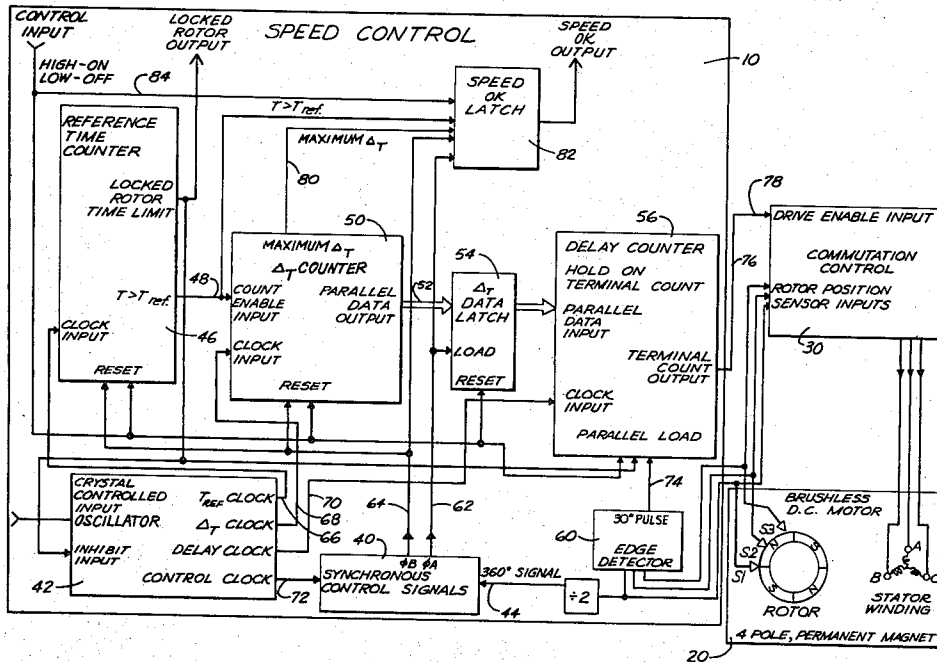 CONTROL
INPUT
LOCKED
ROTOR
OUTPUT
SPEED CONTROL
SPEED
OK
OUTPUT
10
HIGH-ON
LOW-OFF
84
T>Tref.
MAXIMUM ΔT
80
SPEED
OK
LATCH
82
REFERENCE
TIME
COUNTER
LOCKED
ROTOR
TIME LIMIT
T>Tref.
48
CLOCK
INPUT
46
RESET
50
MAXIMUM ΔT
ΔT COUNTER
COUNT
ENABLE
INPUT
PARALLEL
DATA
OUTPUT
CLOCK
INPUT
RESET
52
54
ΔT
DATA
LATCH
LOAD
RESET
56
DELAY COUNTER
HOLD ON
TERMINAL COUNT
PARALLEL
DATA
INPUT
TERMINAL
COUNT
OUTPUT
CLOCK
INPUT
PARALLEL LOAD
78
76
DRIVE ENABLE INPUT
COMMUTATION
CONTROL
ROTOR POSITION
SENSOR INPUTS
30
CRYSTAL
CONTROLLED
INPUT
OSCILLATOR
INHIBIT
INPUT
42
TREF CLOCK
ΔT CLOCK
DELAY CLOCK
CONTROL CLOCK
66
68
70
72
64
62
40
ΦB ΦA
SYNCHRONOUS
CONTROL SIGNALS
360° SIGNAL
44
÷2
74
60
30° PULSE
EDGE
DETECTOR
BRUSHLESS
D.C. MOTOR
S3
S2
S1
N
S
N
S
ROTOR
A
B
C
STATOR
WINDING
4 POLE, PERMANENT MAGNET
20